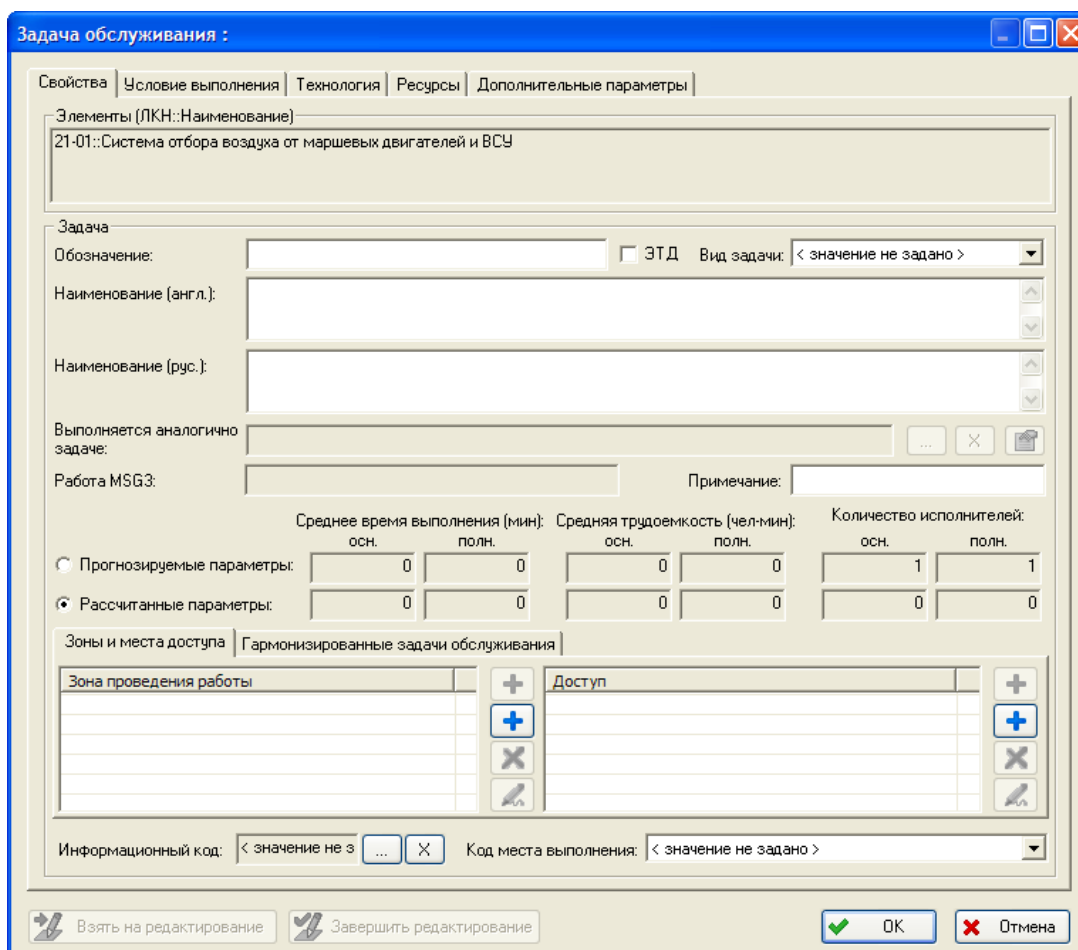 Задача обслуживания :
Свойства Условие выполнения Технология Ресурсы Дополнительные параметры
Элементы (ЛКН::Наименование)
21-01::Система отбора воздуха от маршевых двигателей и ВСУ
Задача
Обозначение: ЭТД Вид задачи: < значение не задано >
Наименование (англ.):
Наименование (рус.):
Выполняется аналогично
задаче: ...
Работа MSG3: Примечание:
Среднее время выполнения (мин): Средняя трудоемкость (чел-мин): Количество исполнителей:
осн. полн. осн. полн. осн. полн.
Прогнозируемые параметры: 0 0 0 0 1 1
Рассчитанные параметры: 0 0 0 0 0 0
Зоны и места доступа Гармонизированные задачи обслуживания
Зона проведения работы Доступ
Информационный код: < значение не з ... X Код места выполнения: < значение не задано >
Взять на редактирование Завершить редактирование OK Отмена